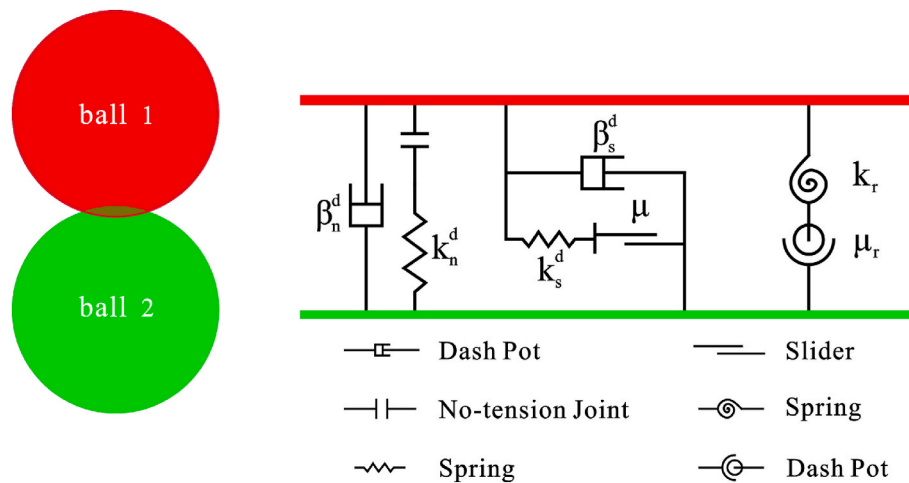 ball 1
ball 2
β_n^d
k_n^d
β_s^d
μ
k_s^d
k_r
μ_r
Dash Pot
Slider
No-tension Joint
Spring
Spring
Dash Pot